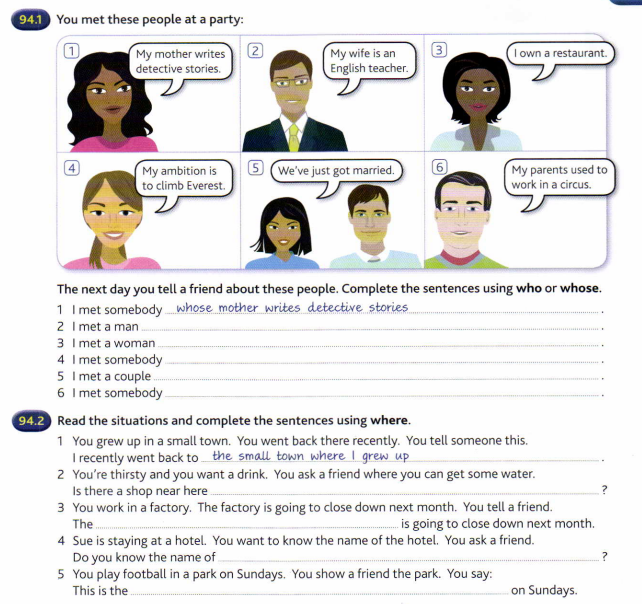 94.1 You met these people at a party:
1 My mother writes
detective stories.
2 My wife is an
English teacher.
3 I own a restaurant.
4 My ambition is
to climb Everest.
5 We've just got married.
6 My parents used to
work in a circus.
The next day you tell a friend about these people. Complete the sentences using who or whose.
1 I met somebody whose mother writes detective stories .
2 I met a man .
3 I met a woman .
4 I met somebody .
5 I met a couple .
6 I met somebody .
94.2 Read the situations and complete the sentences using where.
1 You grew up in a small town. You went back there recently. You tell someone this.
I recently went back to the small town where I grew up .
2 You're thirsty and you want a drink. You ask a friend where you can get some water.
Is there a shop near here ?
3 You work in a factory. The factory is going to close down next month. You tell a friend.
The is going to close down next month.
4 Sue is staying at a hotel. You want to know the name of the hotel. You ask a friend.
Do you know the name of ?
5 You play football in a park on Sundays. You show a friend the park. You say:
This is the on Sundays.